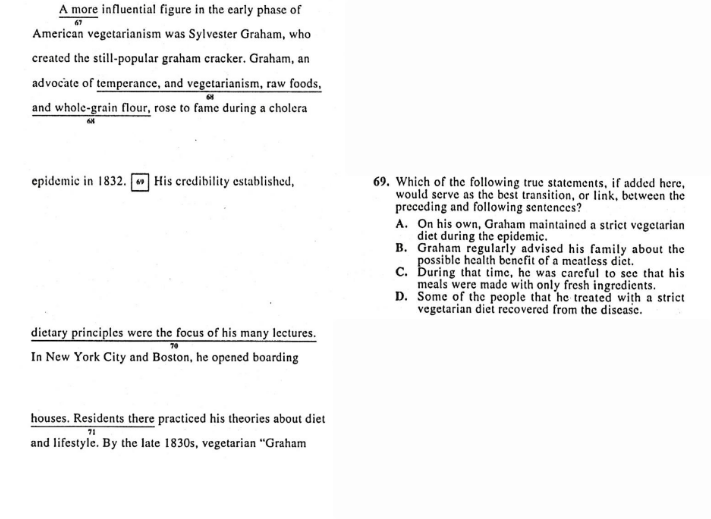 A more influential figure in the early phase of
67
American vegetarianism was Sylvester Graham, who
created the still-popular graham cracker. Graham, an
advocate of temperance, and vegetarianism, raw foods,
68
and whole-grain flour, rose to fame during a cholera
68
epidemic in 1832. 69 His credibility established,
69. Which of the following true statements, if added here,
would serve as the best transition, or link, between the
preceding and following sentences?
A. On his own, Graham maintained a strict vegetarian
diet during the epidemic.
B. Graham regularly advised his family about the
possible health benefit of a meatless diet.
C. During that time, he was careful to see that his
meals were made with only fresh ingredients.
D. Some of the people that he treated with a strict
vegetarian diet recovered from the disease.
dietary principles were the focus of his many lectures.
70
In New York City and Boston, he opened boarding
houses. Residents there practiced his theories about diet
71
and lifestyle. By the late 1830s, vegetarian “Graham